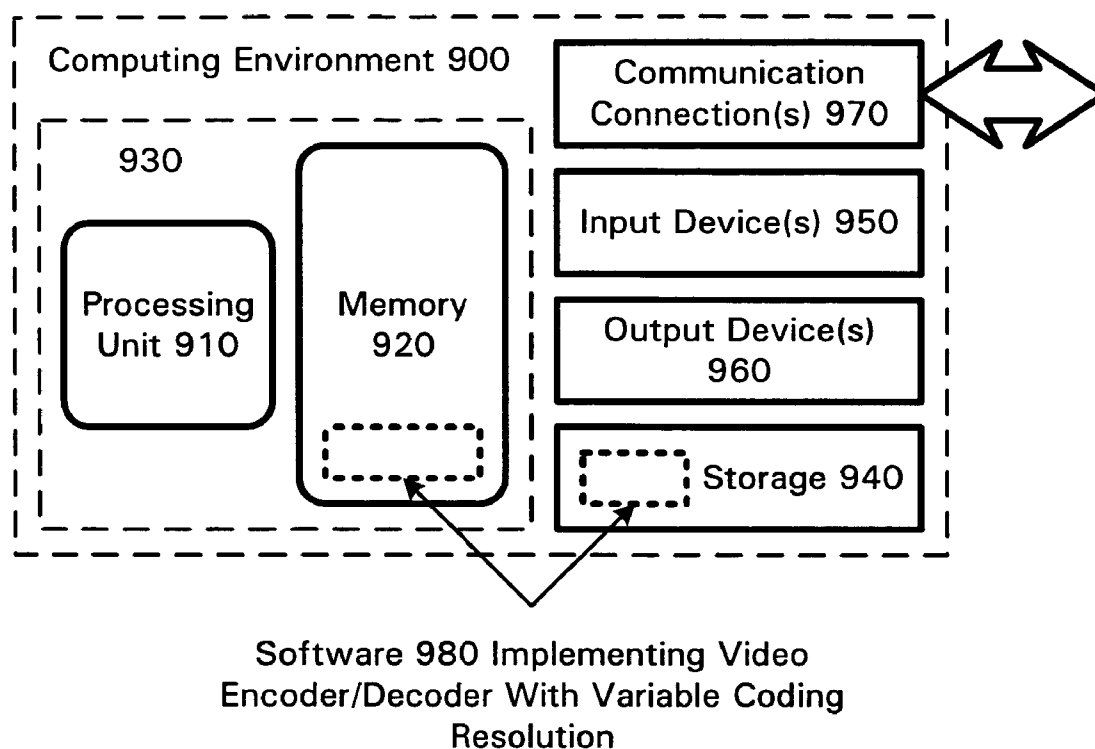 Computing Environment 900
930
Processing
Unit 910
Memory
920
Communication
Connection(s) 970
Input Device(s) 950
Output Device(s)
960
Storage 940
Software 980 Implementing Video
Encoder/Decoder With Variable Coding
Resolution